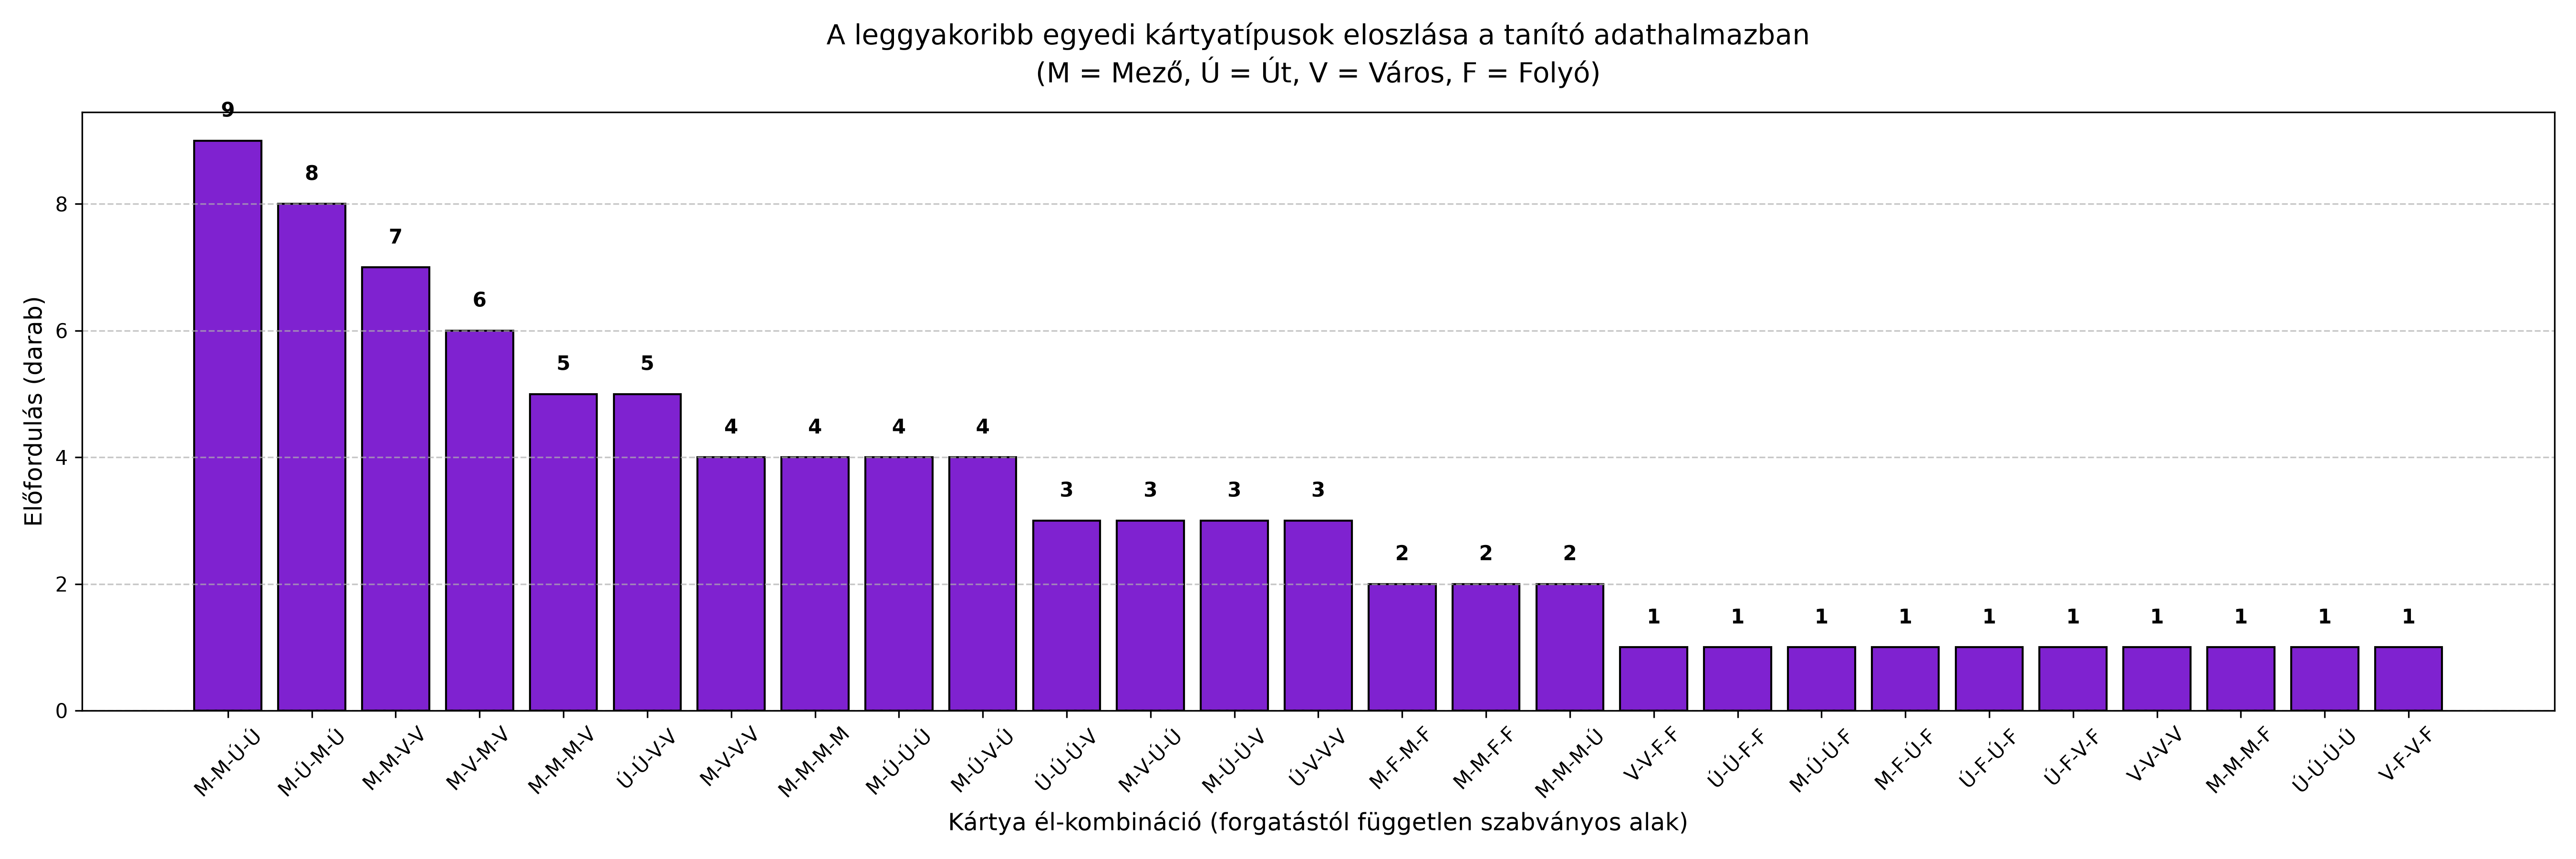 A leggyakoribb egyedi kártyatípusok eloszlása a tanító adathalmazban
(M = Mező, Ú = Út, V = Város, F = Folyó)
9
8
7
6
5
5
4
4
4
4
3
3
3
3
2
2
2
1
1
1
1
1
1
1
1
1
1
8
6
4
2
0
Előfordulás (darab)
M-M-Ú-Ú
M-Ú-M-Ú
M-M-V-V
M-V-M-V
M-M-M-V
Ú-Ú-V-V
M-V-V-V
M-M-M-M
M-Ú-Ú-Ú
M-Ú-V-Ú
Ú-Ú-Ú-V
M-V-Ú-Ú
M-Ú-Ú-V
Ú-V-V-V
M-F-M-F
M-M-F-F
M-M-M-Ú
V-V-F-F
Ú-Ú-F-F
M-Ú-Ú-F
M-F-Ú-F
Ú-F-Ú-F
Ú-F-V-F
V-V-V-V
M-M-M-F
Ú-Ú-Ú-Ú
V-F-V-F
Kártya él-kombináció (forgatástól független szabványos alak)